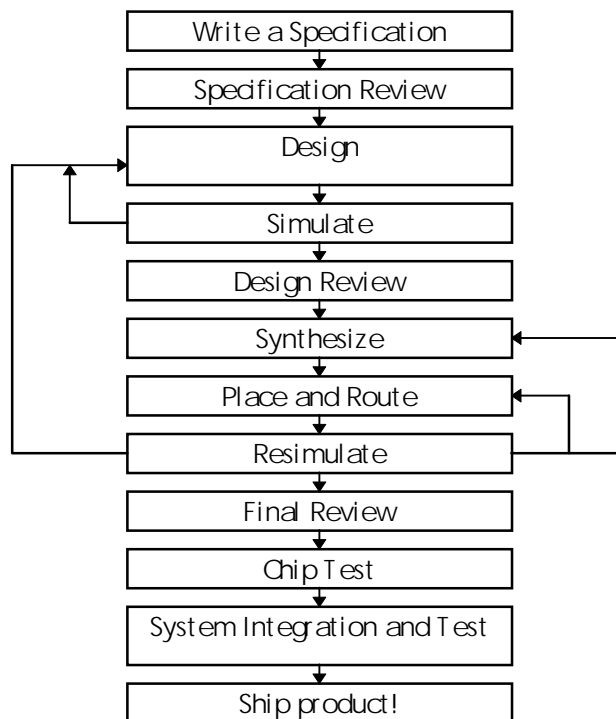 Write a Specification
Specification Review
Design
Simulate
Design Review
Synthesize
Place and Route
Resimulate
Final Review
Chip Test
System Integration and Test
Ship product!